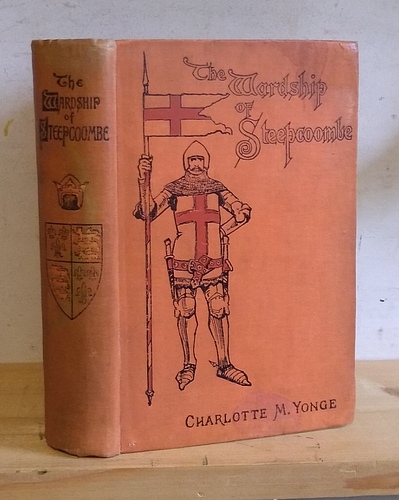 The
Wardship
of
Steepcoombe
The Wardship
of
Steepcoombe
CHARLOTTE M. YONGE